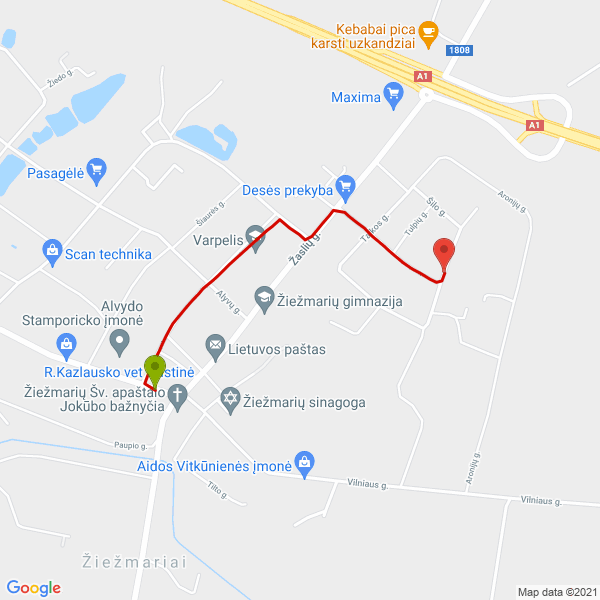 Kebabai pica
karsti uzkandziai
1808
A1
Maxima
A1
Žiedo g.
Pasagėlė
Desės prekyba
Aronijų g.
Šilo g.
Šiaurės g.
Tulpių g.
Taikos g.
Varpelis
Žaslių g.
Scan technika
Alyvų g.
Žiežmarių gimnazija
Alvydo
Stamporicko įmonė
Lietuvos paštas
R.Kazlausko vet
Žiežmarių Šv. apaštalo
Jokūbo bažnyčia
Žiežmarių sinagoga
Paupio g.
Aronijų g.
Aidos Vitkūnienės įmonė
Vilniaus g.
Tilto g.
Vilniaus g.
Žiežmariai
Google
Map data ©2021